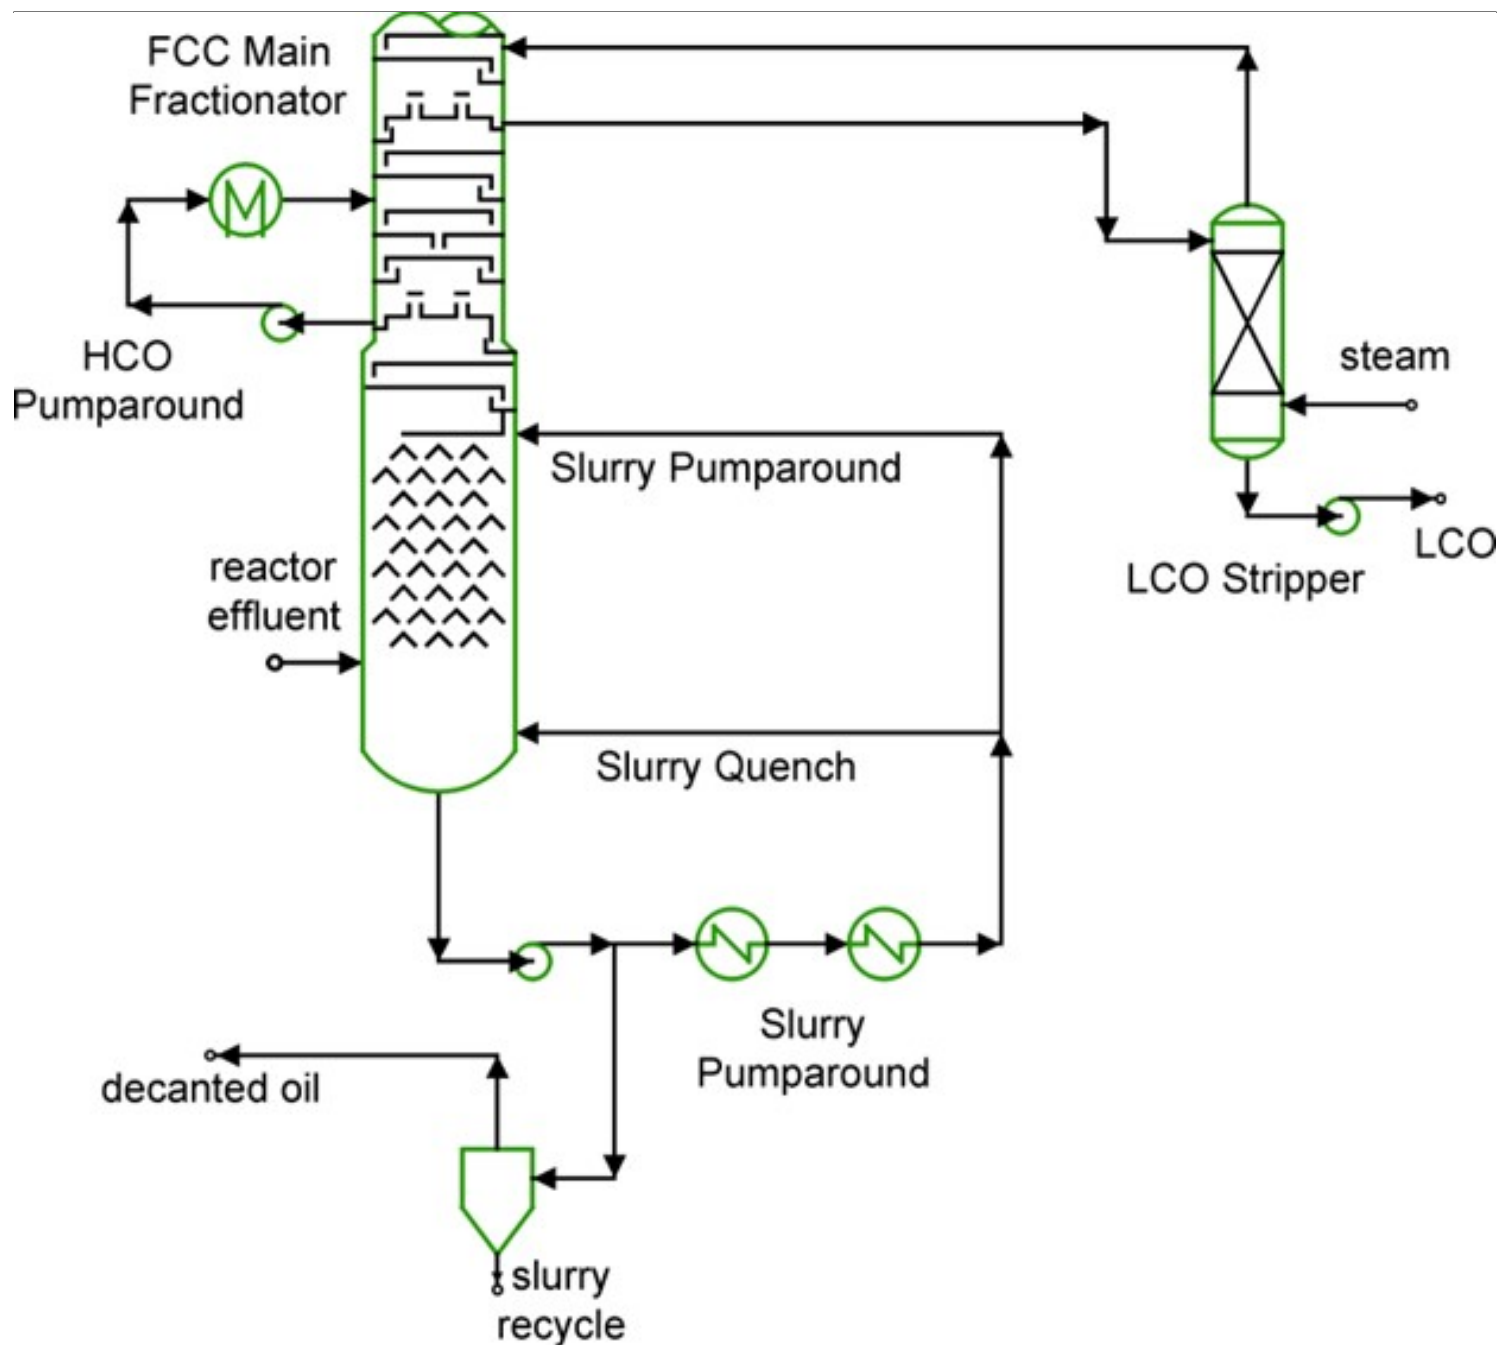 FCC Main
Fractionator
HCO
Pumparound
steam
Slurry Pumparound
LCO
LCO Stripper
reactor
effluent
Slurry Quench
Slurry
Pumparound
decanted oil
slurry
recycle